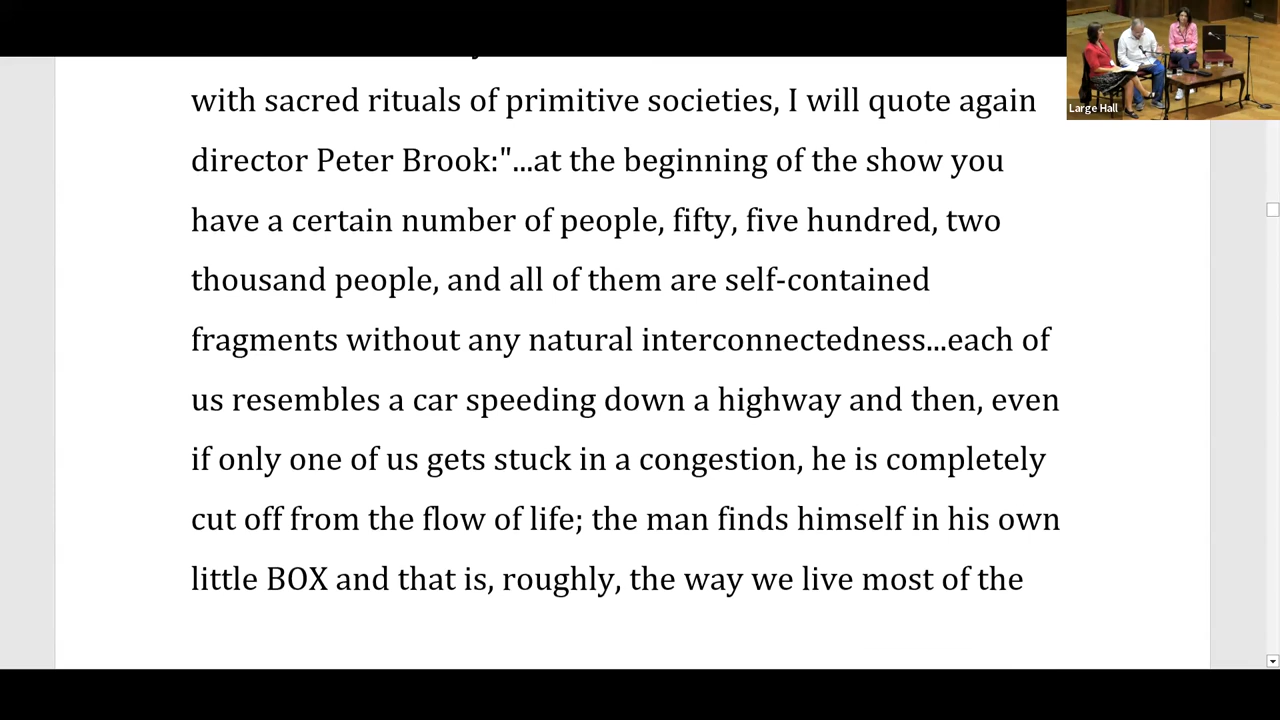 with sacred rituals of primitive societies, I will quote again
director Peter Brook:"...at the beginning of the show you
have a certain number of people, fifty, five hundred, two
thousand people, and all of them are self-contained
fragments without any natural interconnectedness...each of
us resembles a car speeding down a highway and then, even
if only one of us gets stuck in a congestion, he is completely
cut off from the flow of life; the man finds himself in his own
little BOX and that is, roughly, the way we live most of the
Large Hall